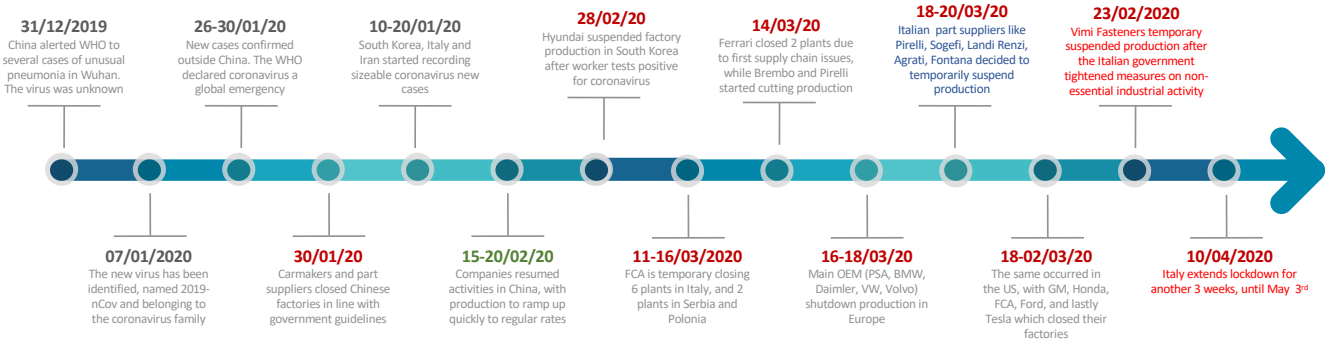 31/12/2019
China alerted WHO to
several cases of unusual
pneumonia in Wuhan.
The virus was unknown
26-30/01/20
New cases confirmed
outside China. The WHO
declared coronavirus a
global emergency
10-20/01/20
South Korea, Italy and
Iran started recording
sizeable coronavirus new
cases
28/02/20
Hyundai suspended factory
production in South Korea
after worker tests positive
for coronavirus
14/03/20
Ferrari closed 2 plants due
to first supply chain issues,
while Brembo and Pirelli
started cutting production
18-20/03/20
Italian part suppliers like
Pirelli, Sogefi, Landi Renzi,
Agrati, Fontana decided to
temporarily suspend
production
23/02/2020
Vimi Fasteners temporary
suspended production after
the Italian government
tightened measures on non-
essential industrial activity
07/01/2020
The new virus has been
identified, named 2019-
nCov and belonging to
the coronavirus family
30/01/20
Carmakers and part
suppliers closed Chinese
factories in line with
government guidelines
15-20/02/20
Companies resumed
activities in China, with
production to ramp up
quickly to regular rates
11-16/03/2020
FCA is temporary closing
6 plants in Italy, and 2
plants in Serbia and
Polonia
16-18/03/20
Main OEM (PSA, BMW,
Daimler, VW, Volvo)
shutdown production in
Europe
18-02/03/20
The same occurred in
the US, with GM, Honda,
FCA, Ford, and lastly
Tesla which closed their
factories
10/04/2020
Italy extends lockdown for
another 3 weeks, until May 3rd